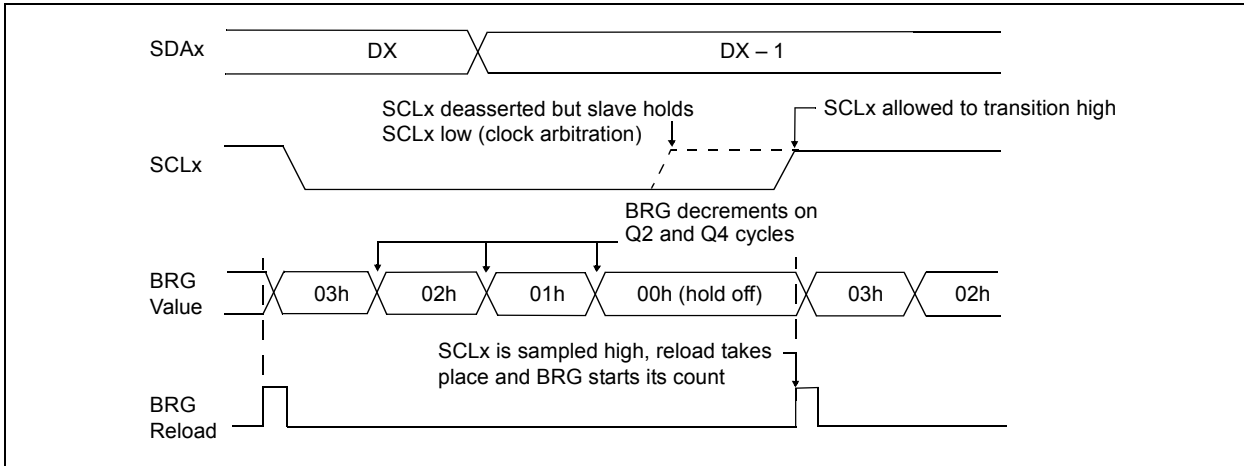 SDAx
DX
DX – 1
SCLx deasserted but slave holds
SCLx low (clock arbitration)
SCLx allowed to transition high
SCLx
BRG decrements on
Q2 and Q4 cycles
BRG
Value
03h
02h
01h
00h (hold off)
03h
02h
SCLx is sampled high, reload takes
place and BRG starts its count
BRG
Reload